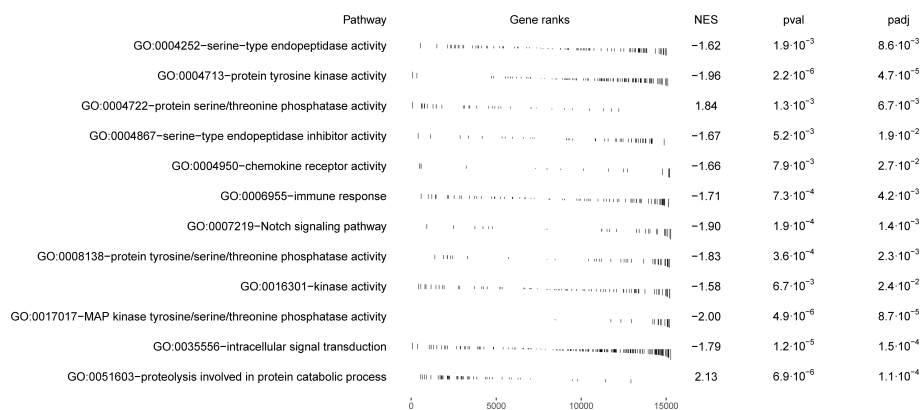 Pathway Gene ranks NES pval padj
GO:0004252−serine−type endopeptidase activity −1.62 1.9·10⁻³ 8.6·10⁻³
GO:0004713−protein tyrosine kinase activity −1.96 2.2·10⁻⁶ 4.7·10⁻⁵
GO:0004722−protein serine/threonine phosphatase activity 1.84 1.3·10⁻³ 6.7·10⁻³
GO:0004867−serine−type endopeptidase inhibitor activity −1.67 5.2·10⁻³ 1.9·10⁻²
GO:0004950−chemokine receptor activity −1.66 7.9·10⁻³ 2.7·10⁻²
GO:0006955−immune response −1.71 7.3·10⁻⁴ 4.2·10⁻³
GO:0007219−Notch signaling pathway −1.90 1.9·10⁻⁴ 1.4·10⁻³
GO:0008138−protein tyrosine/serine/threonine phosphatase activity −1.83 3.6·10⁻⁴ 2.3·10⁻³
GO:0016301−kinase activity −1.58 6.7·10⁻³ 2.4·10⁻²
GO:0017017−MAP kinase tyrosine/serine/threonine phosphatase activity −2.00 4.9·10⁻⁶ 8.7·10⁻⁵
GO:0035556−intracellular signal transduction −1.79 1.2·10⁻⁵ 1.5·10⁻⁴
GO:0051603−proteolysis involved in protein catabolic process 2.13 6.9·10⁻⁶ 1.1·10⁻⁴
0 5000 10000 15000